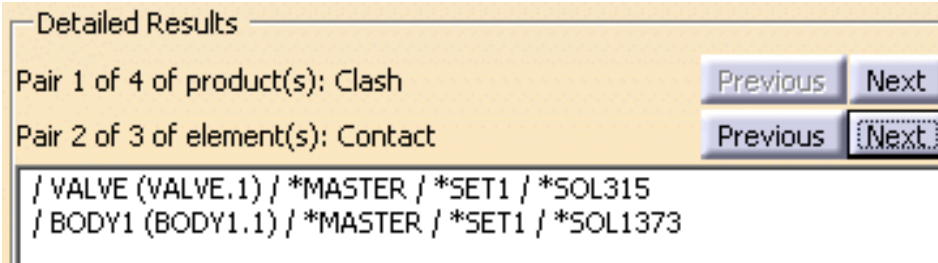 Detailed Results
Pair 1 of 4 of product(s): Clash Previous Next
Pair 2 of 3 of element(s): Contact Previous Next
/ VALVE (VALVE.1) / *MASTER / *SET1 / *SOL315
/ BODY1 (BODY1.1) / *MASTER / *SET1 / *SOL1373